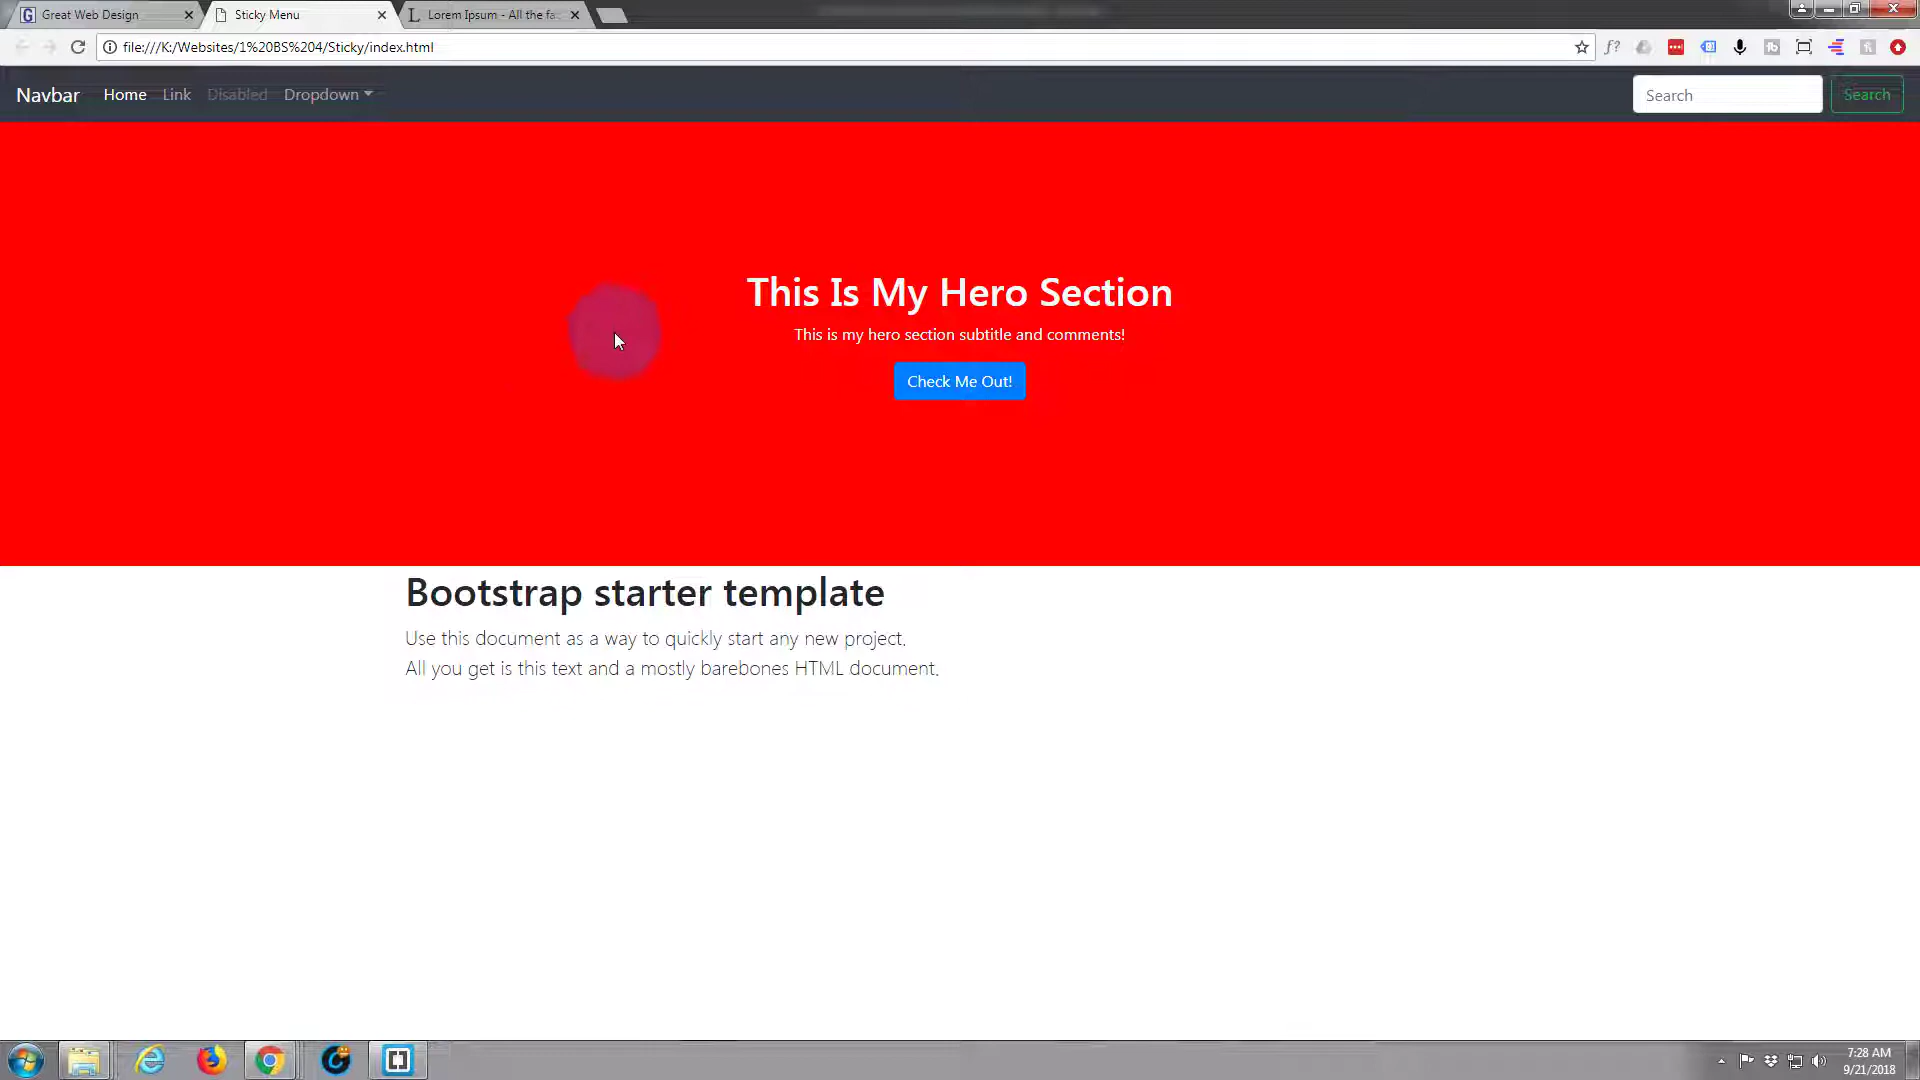 Great Web Design
Sticky Menu
Lorem Ipsum - All the fa
file:///K:/Websites/1%20BS%204/Sticky/index.html
Navbar Home Link Disabled Dropdown
Search Search
This Is My Hero Section
This is my hero section subtitle and comments!
Check Me Out!
Bootstrap starter template
Use this document as a way to quickly start any new project.
All you get is this text and a mostly barebones HTML document.
7:28 AM
9/21/2018